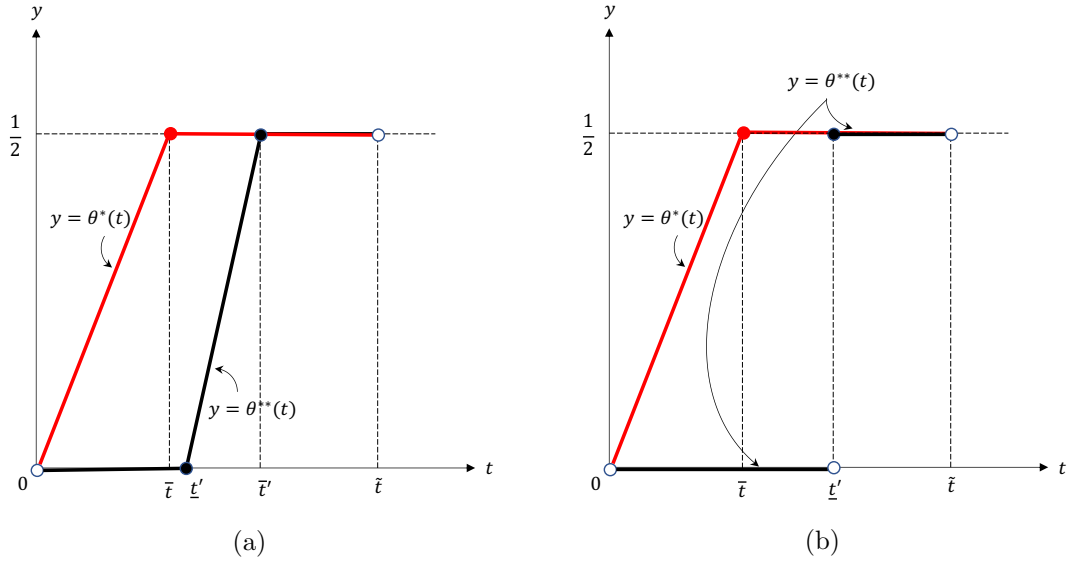 y
1/2
y = θ*(t)
y = θ**(t)
0
t̅
t̲′
t̅′
t̃
t
(a)
y
y = θ**(t)
1/2
y = θ*(t)
0
t̅
t̲′
t̃
t
(b)